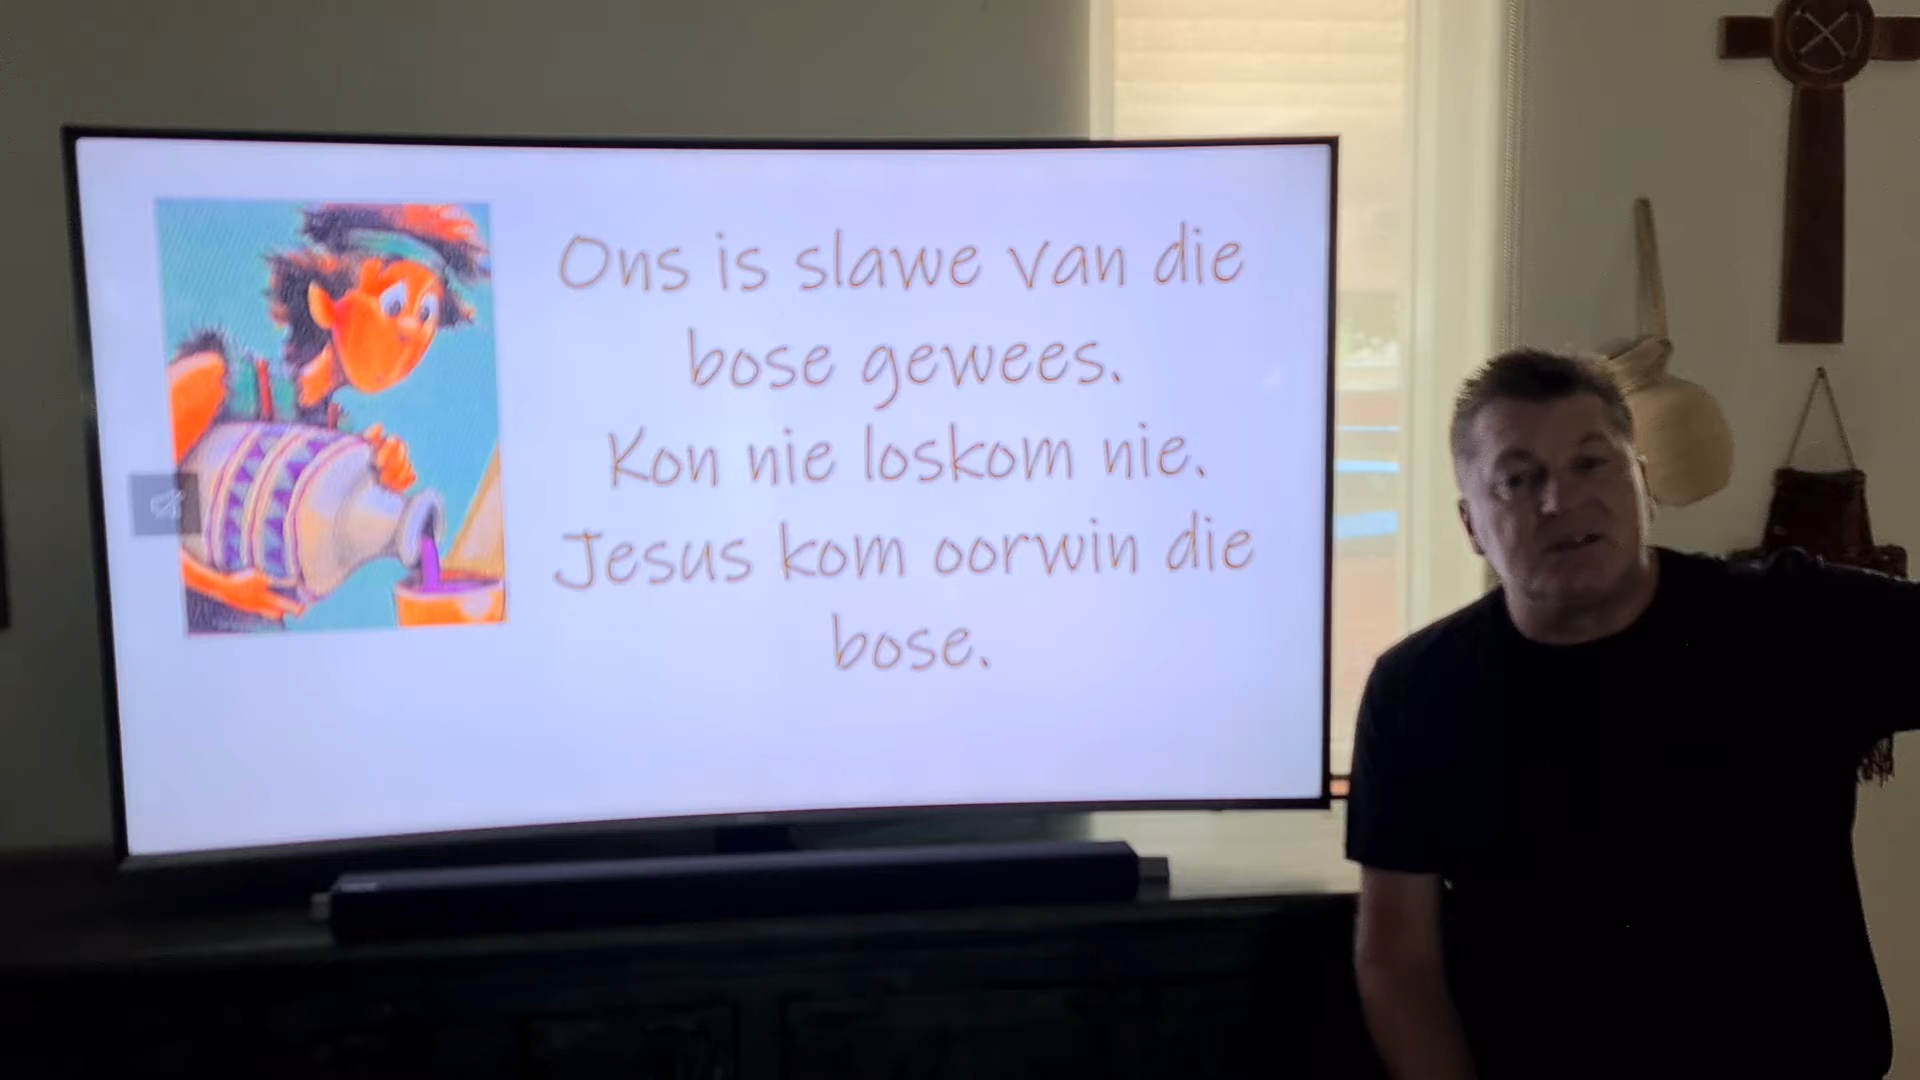 Ons is slawe van die
bose gewees.
Kon nie loskom nie.
Jesus kom oorwin die
bose.